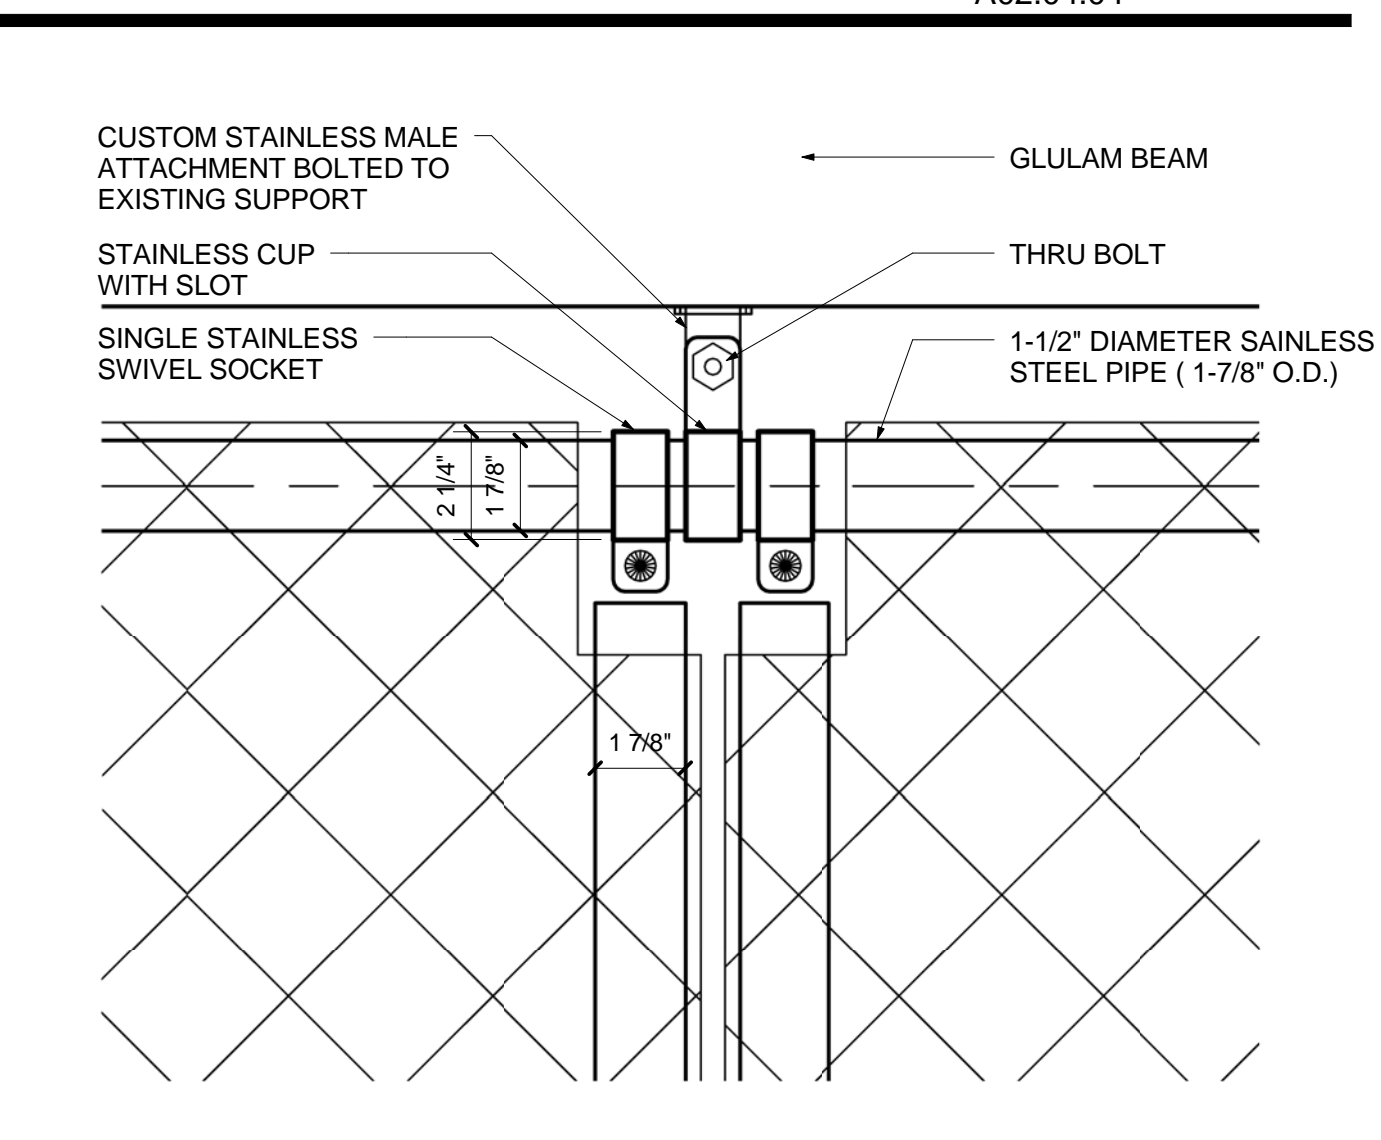 CUSTOM STAINLESS MALE
ATTACHMENT BOLTED TO
EXISTING SUPPORT
GLULAM BEAM
STAINLESS CUP
WITH SLOT
THRU BOLT
SINGLE STAINLESS
SWIVEL SOCKET
1-1/2" DIAMETER SAINLESS
STEEL PIPE ( 1-7/8" O.D.)
2 1/4"
1 7/8"
1 7/8"